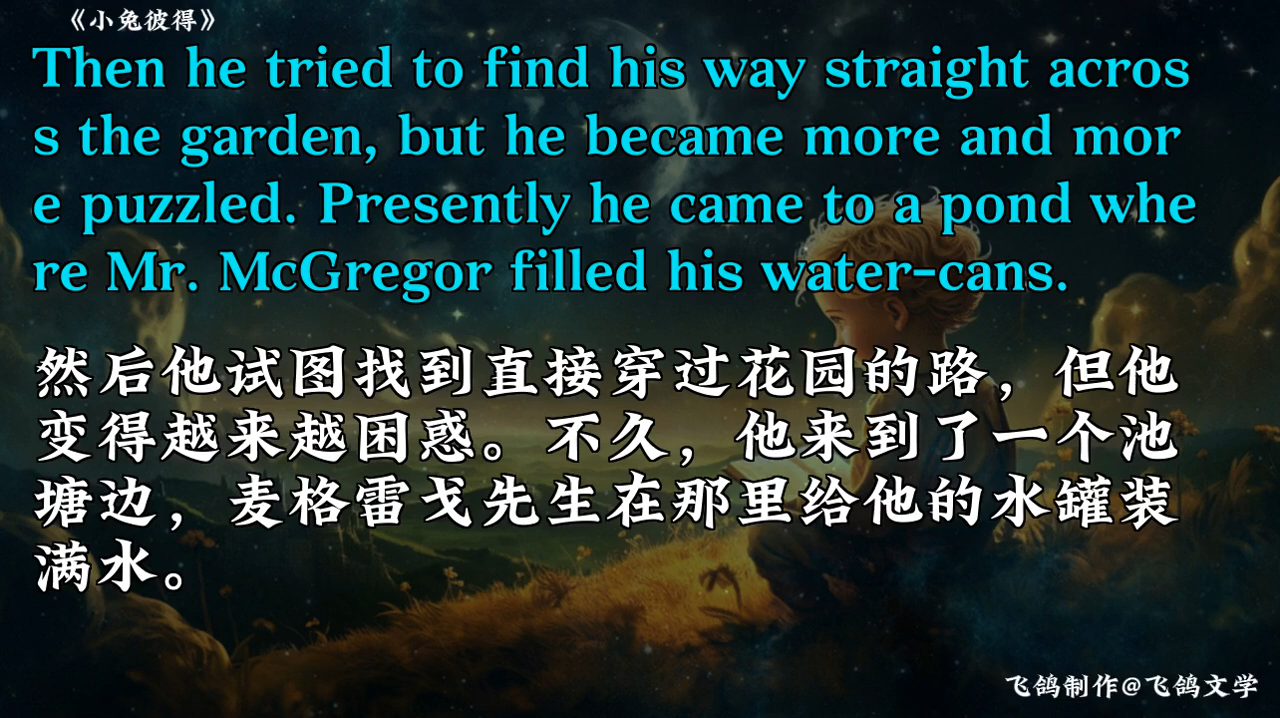 《小兔彼得》
Then he tried to find his way straight acros
s the garden, but he became more and mor
e puzzled. Presently he came to a pond whe
re Mr. McGregor filled his water-cans.
然后他试图找到直接穿过花园的路，但他
变得越来越困惑。不久，他来到了一个池
塘边，麦格雷戈先生在那里给他的水罐装
满水。
飞鸽制作@飞鸽文学